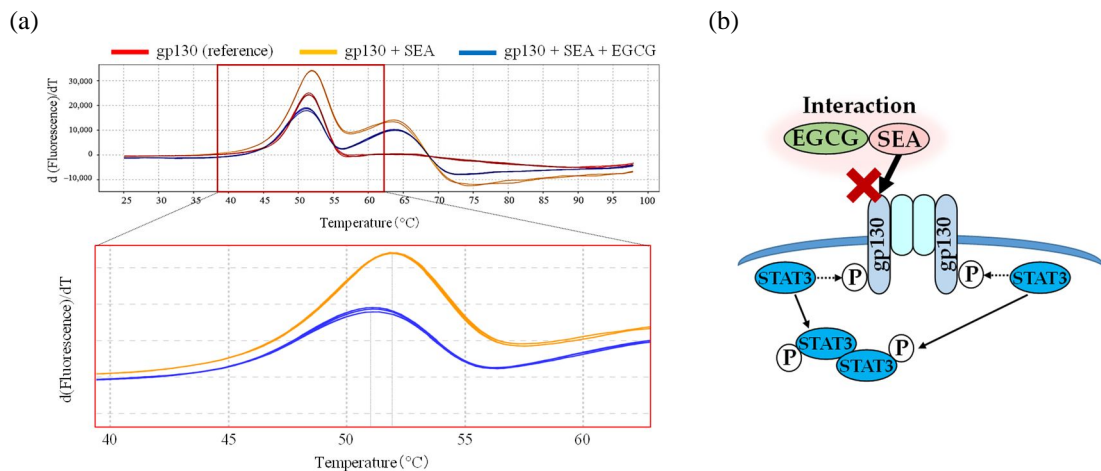 (a)
gp130 (reference) gp130 + SEA gp130 + SEA + EGCG
d (Fluorescence)/dT
30,000
20,000
10,000
0
−10,000
25 30 35 40 45 50 55 60 65 70 75 80 85 90 95 100
Temperature (°C)
d(Fluorescence)/dT
40 45 50 55 60
Temperature (°C)
(b)
Interaction
EGCG SEA
gp130 gp130
STAT3 P P STAT3
P STAT3 P
STAT3